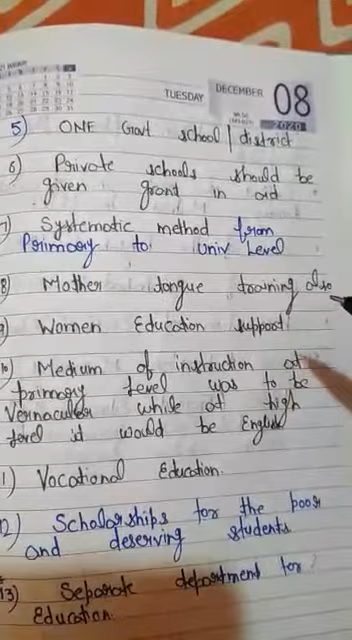 TUESDAY DECEMBER 08
2020
5) ONE Govt school / district
6) Private schools should be
given grant in aid
7) Systematic method from
Primary to Univ Level
8) Mother tongue training also
9) Women Education support
10) Medium of instruction at
primary level was to be
Vernacular while at high
level it would be English
11) Vocational Education.
12) Scholarships for the poor
and deserving students
13) Separate department for
Education.